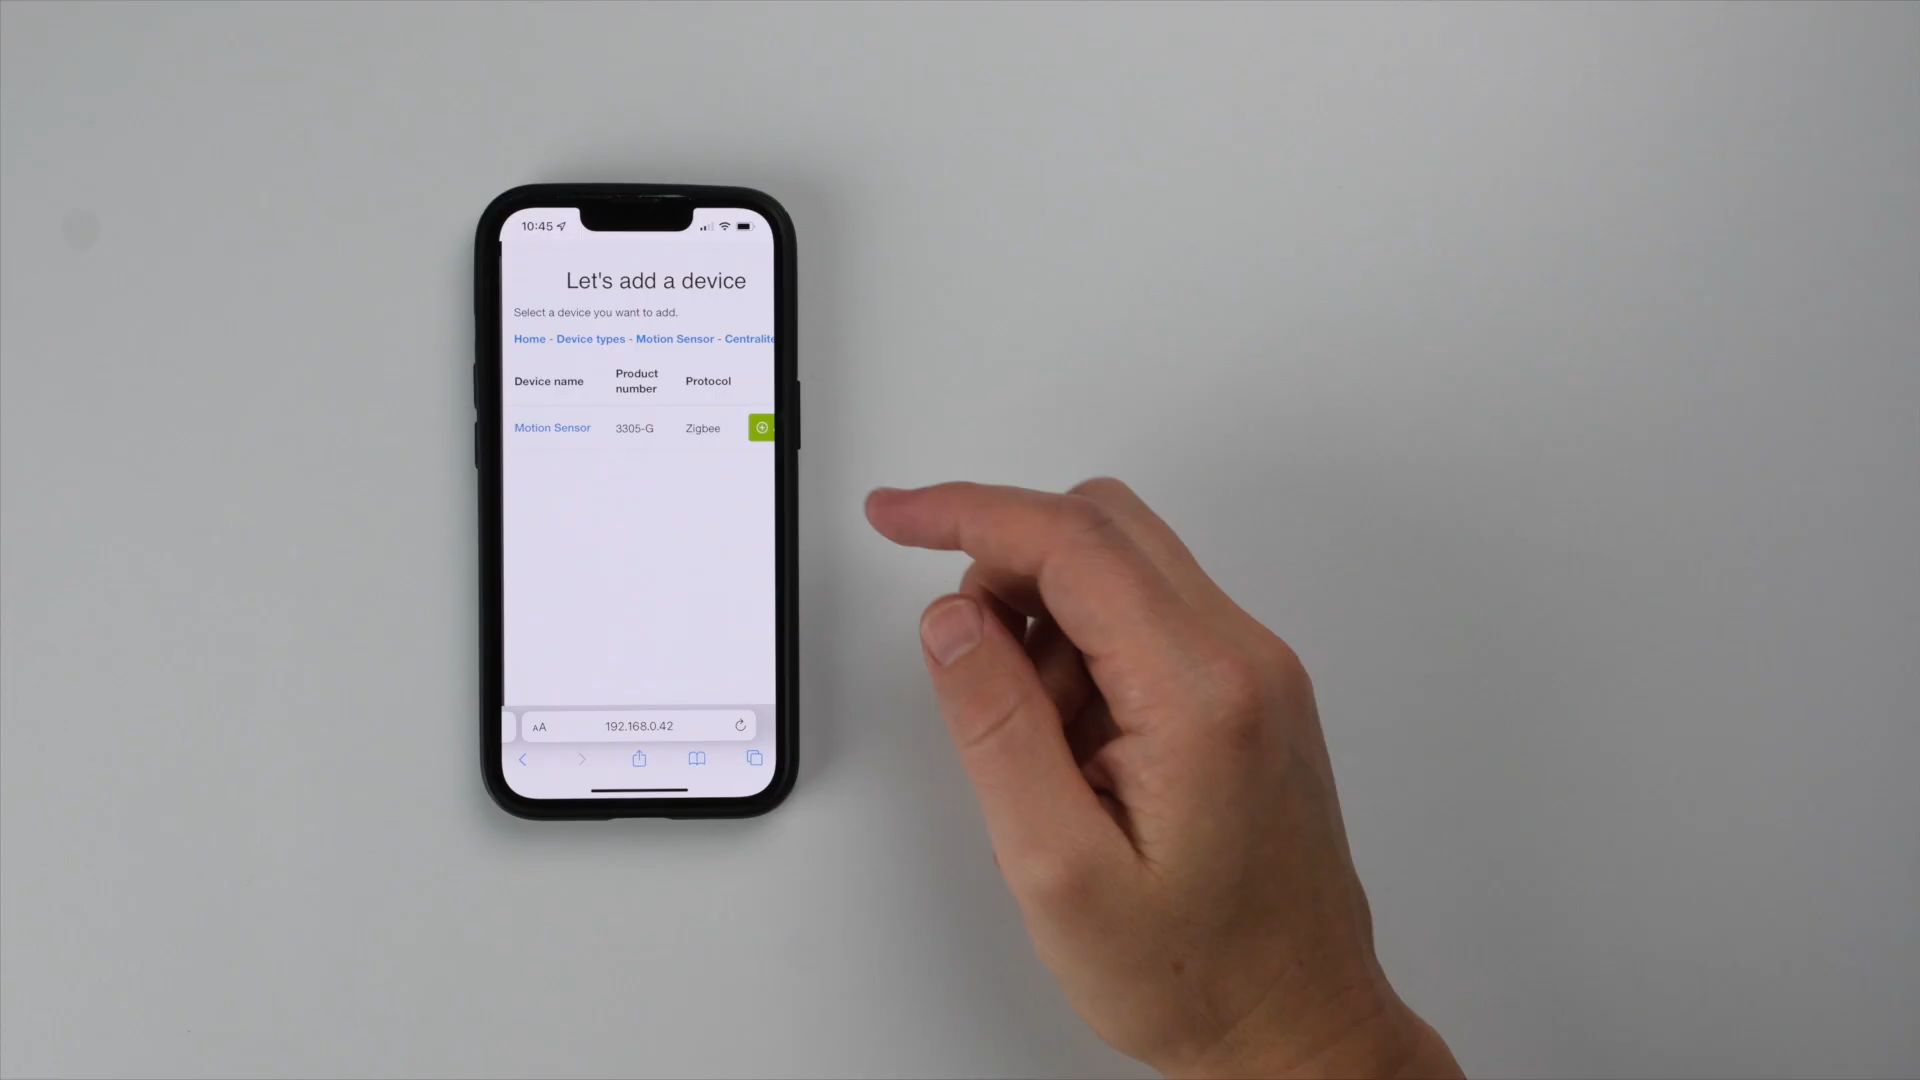 10:45
Let's add a device
Select a device you want to add.
Home - Device types - Motion Sensor - Centralite
Device name Product number Protocol
Motion Sensor 3305-G Zigbee
AA 192.168.0.42